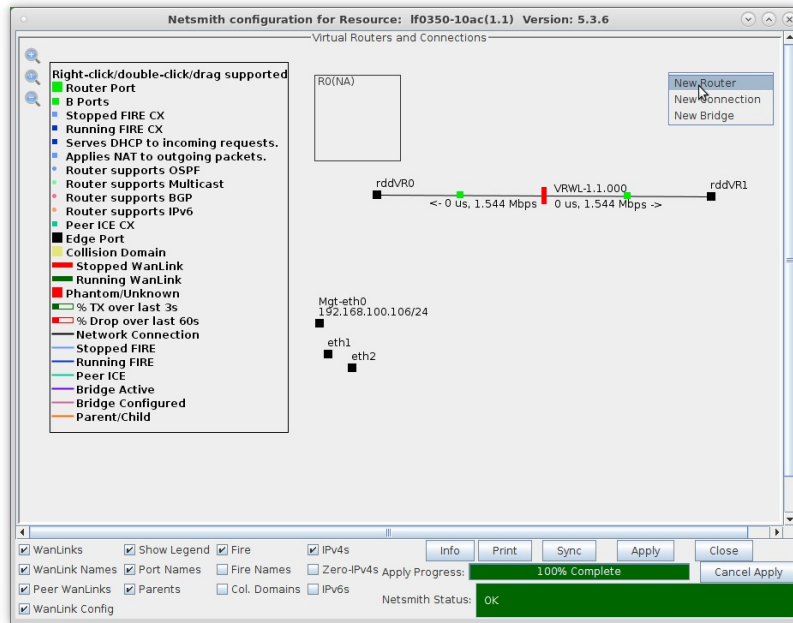 Netsmith configuration for Resource: lf0350-10ac(1.1) Version: 5.3.6
Virtual Routers and Connections
Right-click/double-click/drag supported
Router Port
B Ports
Stopped FIRE CX
Running FIRE CX
Serves DHCP to incoming requests.
Applies NAT to outgoing packets.
Router supports OSPF
Router supports Multicast
Router supports BGP
Router supports IPv6
Peer ICE CX
Edge Port
Collision Domain
Stopped WanLink
Running WanLink
Phantom/Unknown
% TX over last 3s
% Drop over last 60s
Network Connection
Stopped FIRE
Running FIRE
Peer ICE
Bridge Active
Bridge Configured
Parent/Child
R0(NA)
New Router
New Connection
New Bridge
rddVR0
VRWL-1.1.000
rddVR1
<- 0 us, 1.544 Mbps
0 us, 1.544 Mbps ->
Mgt-eth0
192.168.100.106/24
eth1
eth2
WanLinks Show Legend Fire IPv4s Info Print Sync Apply Close
WanLink Names Port Names Fire Names Zero-IPv4s Apply Progress: 100% Complete Cancel Apply
Peer WanLinks Parents Col. Domains IPv6s Netsmith Status: OK
WanLink Config